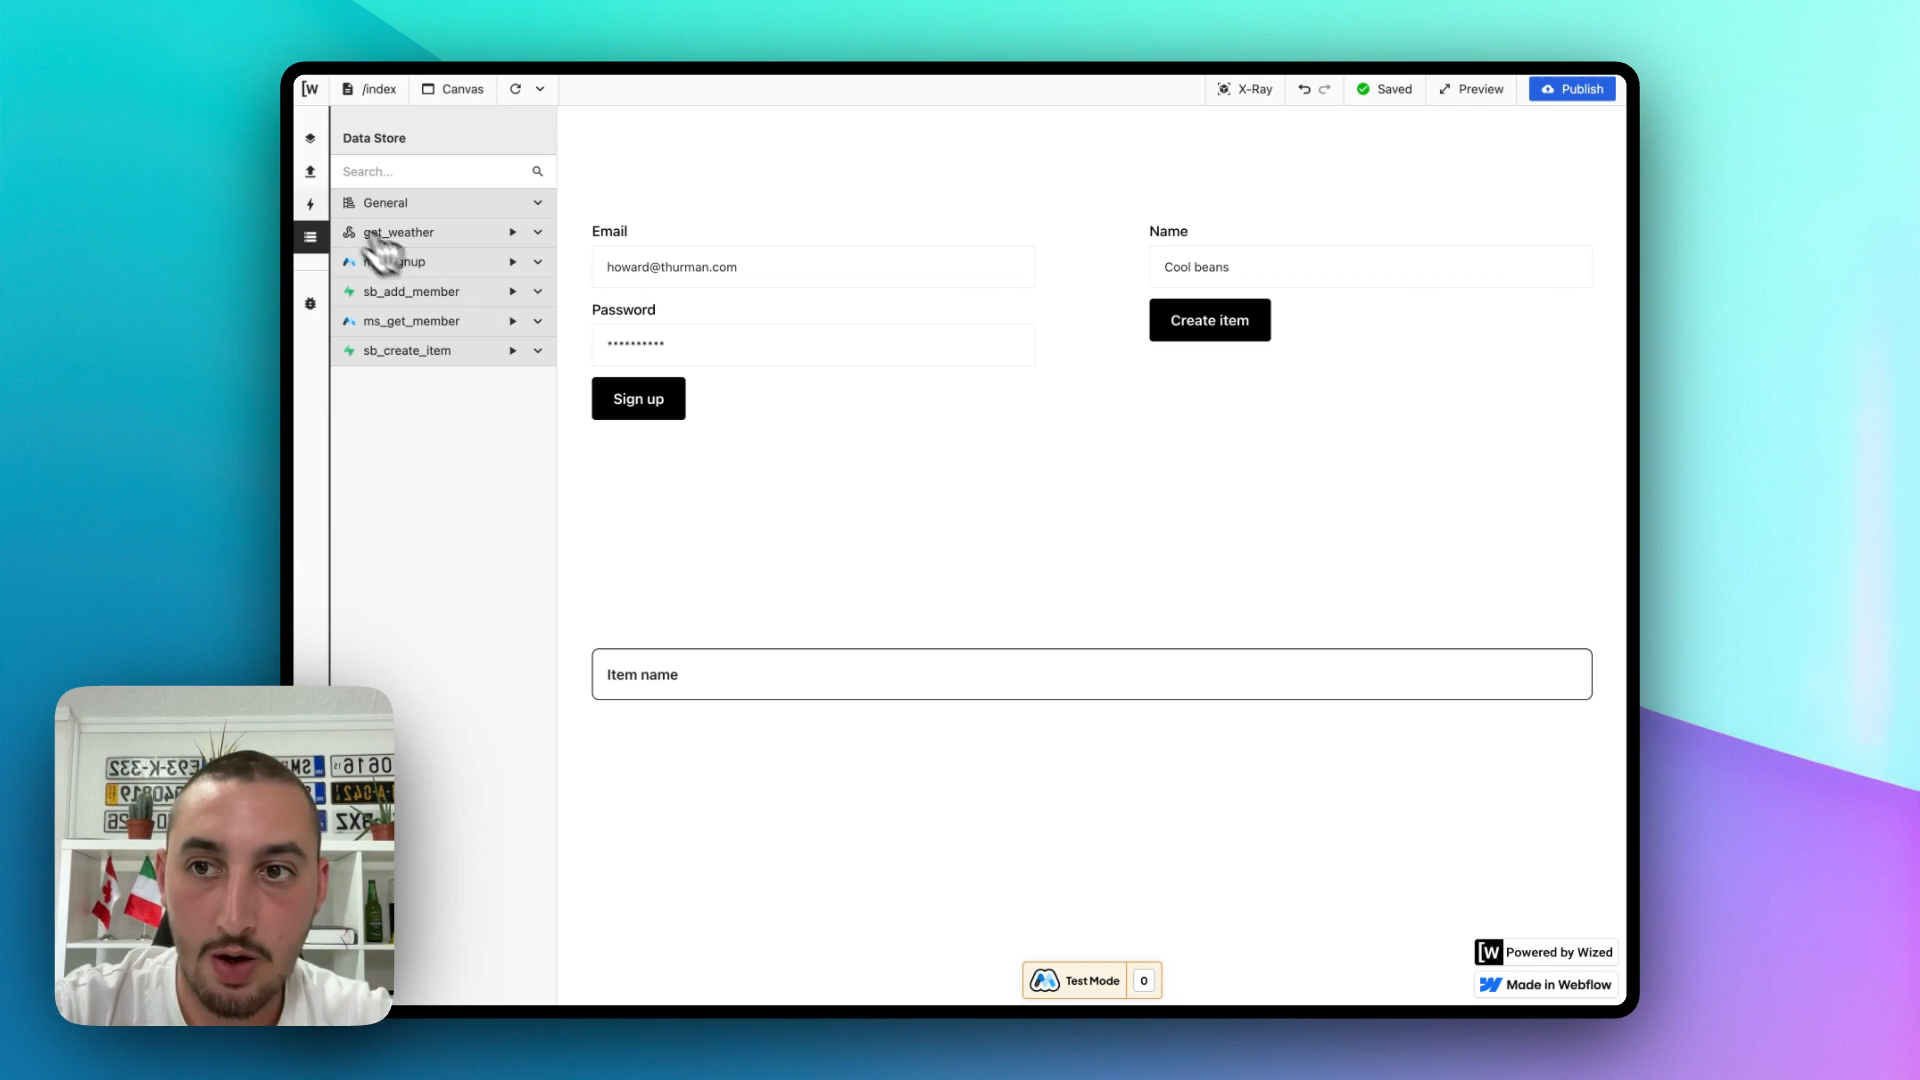 [W /index Canvas X-Ray Saved Preview Publish
Data Store
Search...
General
get_weather
sb_add_member
ms_get_member
sb_create_item
Email
howard@thurman.com
Password
**********
Sign up
Name
Cool beans
Create item
Item name
Test Mode 0
[W Powered by Wized
Made in Webflow